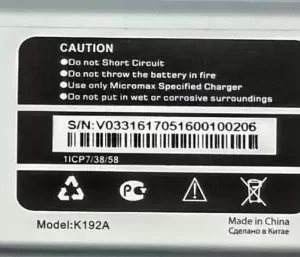 CAUTION
●Do not Short Circuit
●Do not throw the battery in fire
●Use only Micromax Specified Charger
●Do not put in wet or corrosive surroundings
S/N:V0331617051600100206
1ICP7/38/58
Model:K192A
Made in China
Сделано в Китае